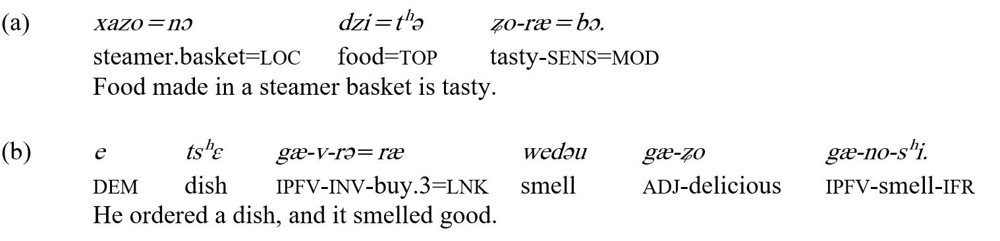 (a) xazo=nɔ dzi=tʰə ʐo-ræ=bɔ.
steamer.basket=LOC food=TOP tasty-SENS=MOD
Food made in a steamer basket is tasty.
(b) e tsʰɛ gæ-v-rə=ræ wedəu gæ-ʐo gæ-no-sʰi.
DEM dish IPFV-INV-buy.3=LNK smell ADJ-delicious IPFV-smell-IFR
He ordered a dish, and it smelled good.